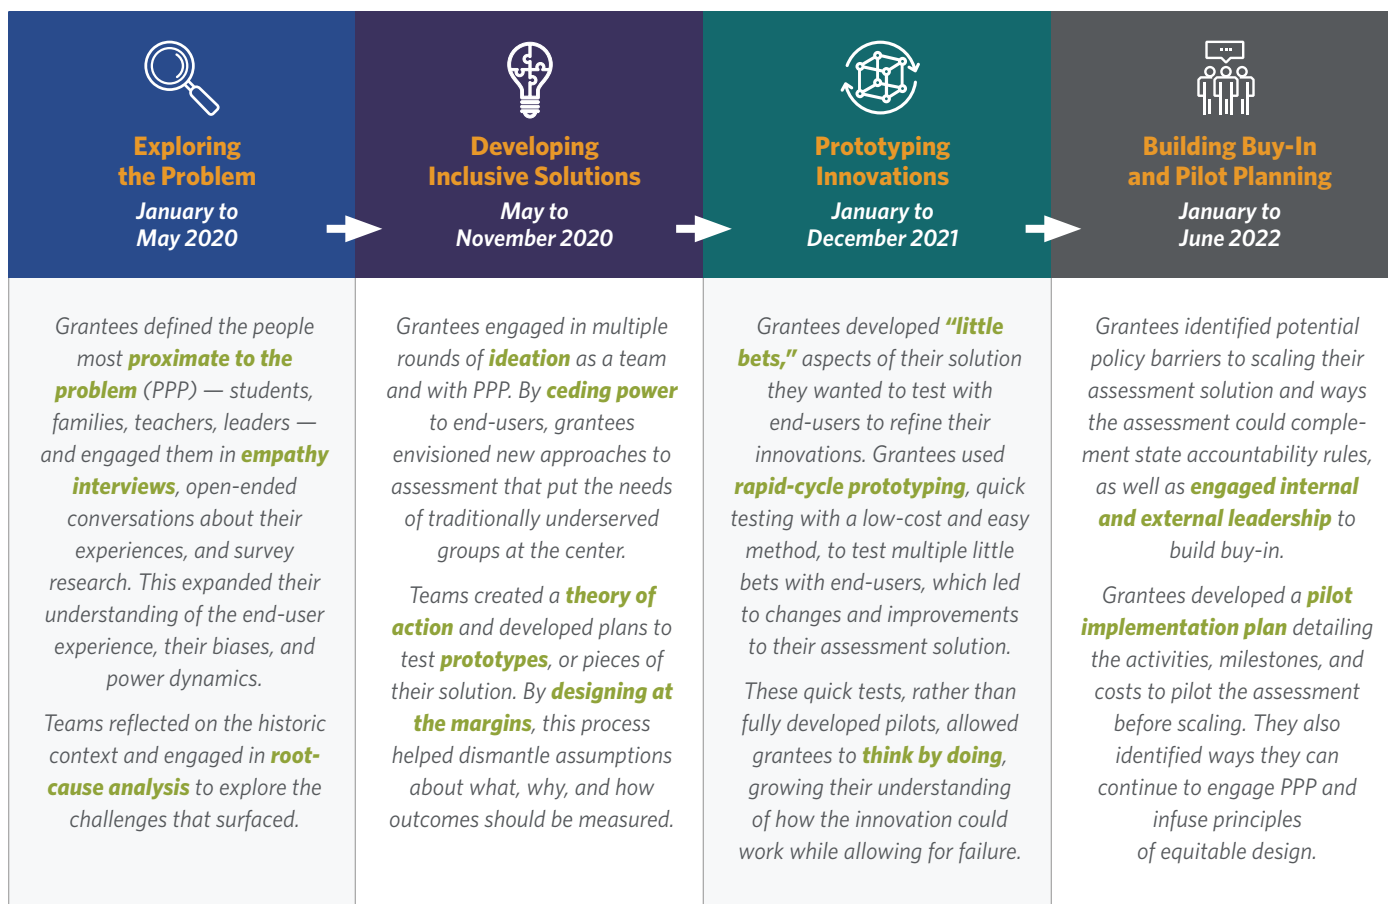 Exploring
the Problem
January to
May 2020
Grantees defined the people
most proximate to the
problem (PPP) — students,
families, teachers, leaders —
and engaged them in empathy
interviews, open-ended
conversations about their
experiences, and survey
research. This expanded their
understanding of the end-user
experience, their biases, and
power dynamics.
Teams reflected on the historic
context and engaged in root-
cause analysis to explore the
challenges that surfaced.
Developing
Inclusive Solutions
May to
November 2020
Grantees engaged in multiple
rounds of ideation as a team
and with PPP. By ceding power
to end-users, grantees
envisioned new approaches to
assessment that put the needs
of traditionally underserved
groups at the center.
Teams created a theory of
action and developed plans to
test prototypes, or pieces of
their solution. By designing at
the margins, this process
helped dismantle assumptions
about what, why, and how
outcomes should be measured.
Prototyping
Innovations
January to
December 2021
Grantees developed “little
bets,” aspects of their solution
they wanted to test with
end-users to refine their
innovations. Grantees used
rapid-cycle prototyping, quick
testing with a low-cost and easy
method, to test multiple little
bets with end-users, which led
to changes and improvements
to their assessment solution.
These quick tests, rather than
fully developed pilots, allowed
grantees to think by doing,
growing their understanding
of how the innovation could
work while allowing for failure.
Building Buy-In
and Pilot Planning
January to
June 2022
Grantees identified potential
policy barriers to scaling their
assessment solution and ways
the assessment could comple-
ment state accountability rules,
as well as engaged internal
and external leadership to
build buy-in.
Grantees developed a pilot
implementation plan detailing
the activities, milestones, and
costs to pilot the assessment
before scaling. They also
identified ways they can
continue to engage PPP and
infuse principles
of equitable design.